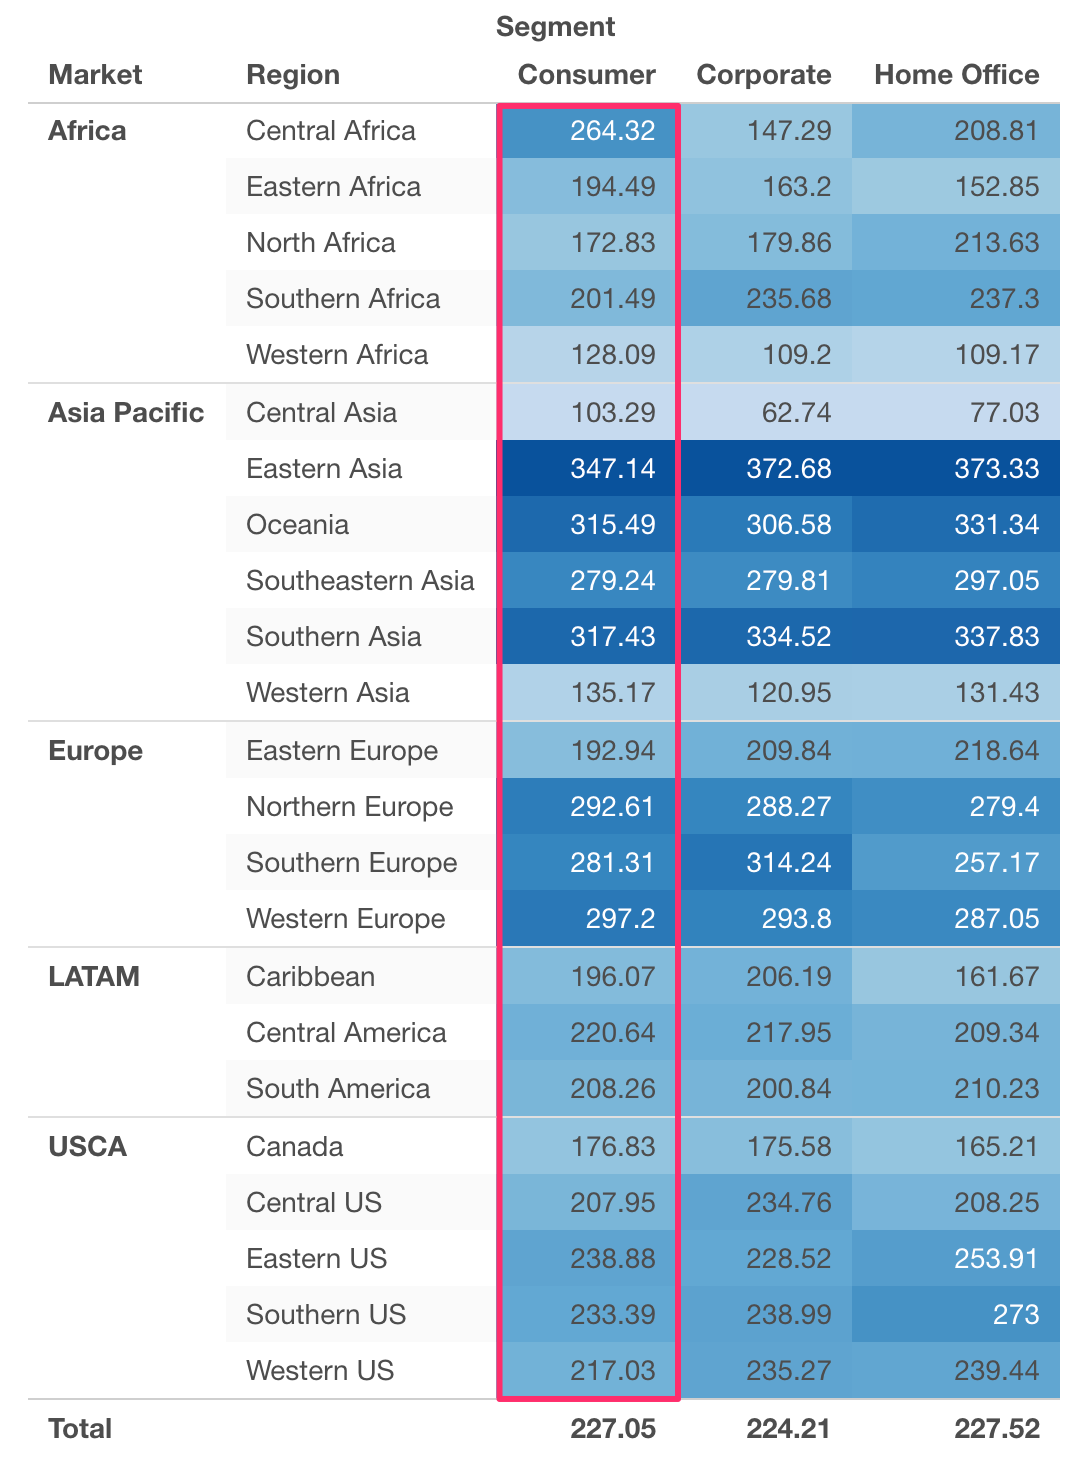 Segment
Market Region Consumer Corporate Home Office
Africa Central Africa 264.32 147.29 208.81
Eastern Africa 194.49 163.2 152.85
North Africa 172.83 179.86 213.63
Southern Africa 201.49 235.68 237.3
Western Africa 128.09 109.2 109.17
Asia Pacific Central Asia 103.29 62.74 77.03
Eastern Asia 347.14 372.68 373.33
Oceania 315.49 306.58 331.34
Southeastern Asia 279.24 279.81 297.05
Southern Asia 317.43 334.52 337.83
Western Asia 135.17 120.95 131.43
Europe Eastern Europe 192.94 209.84 218.64
Northern Europe 292.61 288.27 279.4
Southern Europe 281.31 314.24 257.17
Western Europe 297.2 293.8 287.05
LATAM Caribbean 196.07 206.19 161.67
Central America 220.64 217.95 209.34
South America 208.26 200.84 210.23
USCA Canada 176.83 175.58 165.21
Central US 207.95 234.76 208.25
Eastern US 238.88 228.52 253.91
Southern US 233.39 238.99 273
Western US 217.03 235.27 239.44
Total 227.05 224.21 227.52